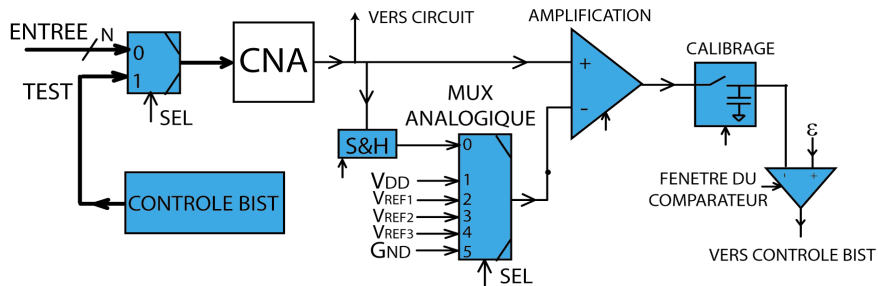 VERS CIRCUIT
AMPLIFICATION
ENTREE
N
0
1
CNA
CALIBRAGE
TEST
SEL
MUX
ANALOGIQUE
+
-
S&H
0
VDD
1
VREF1
2
VREF2
3
VREF3
4
GND
5
SEL
ε
-
+
FENETRE DU
COMPARATEUR
CONTROLE BIST
VERS CONTROLE BIST